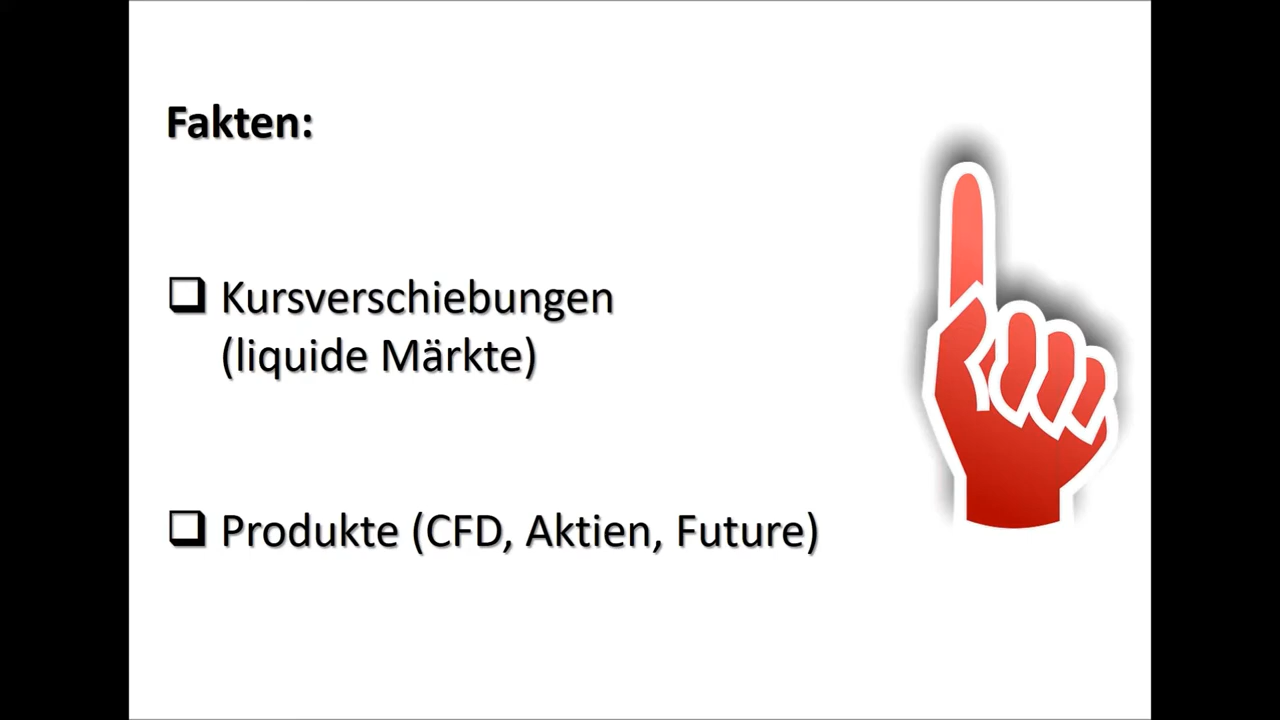 Fakten:
Kursverschiebungen
(liquide Märkte)
Produkte (CFD, Aktien, Future)